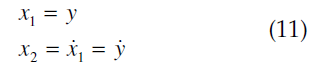 x₁ = y
x₂ = ẋ₁ = ẏ
(11)